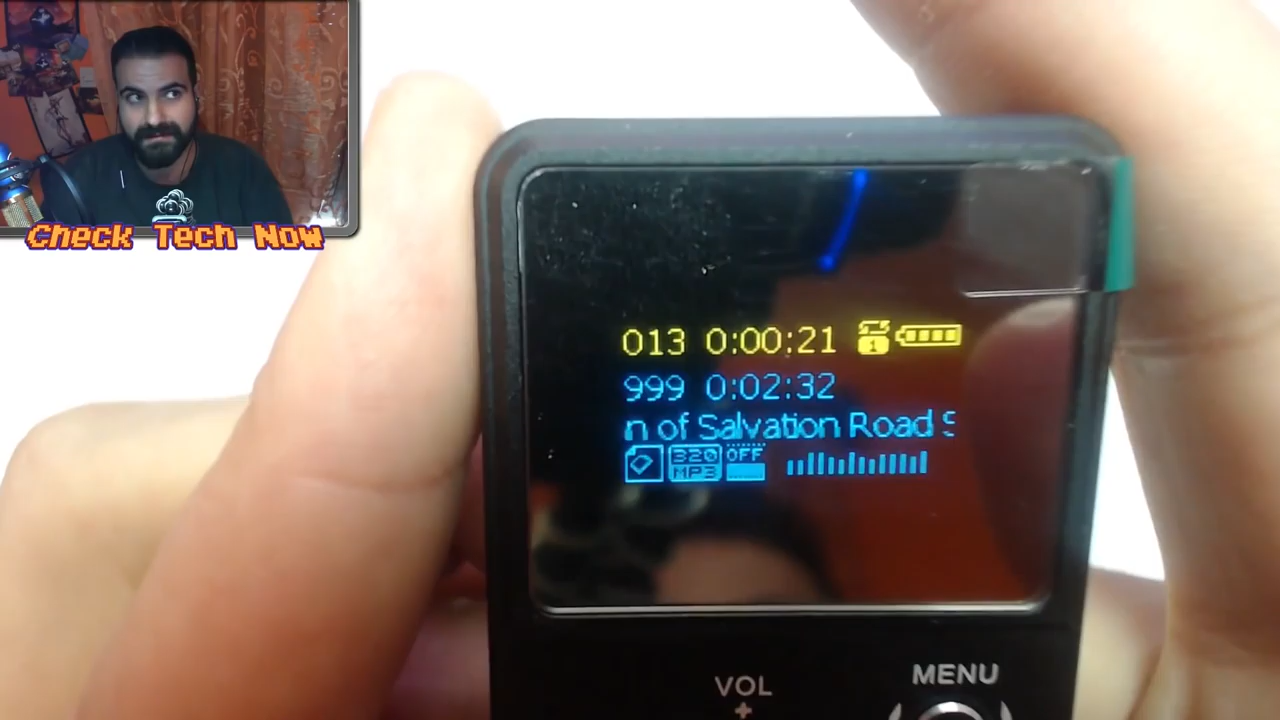 Check Tech Now
013 0:00:21 1
999 0:02:32
n of Salvation Road S
320 MP3 OFF
VOL
+
MENU